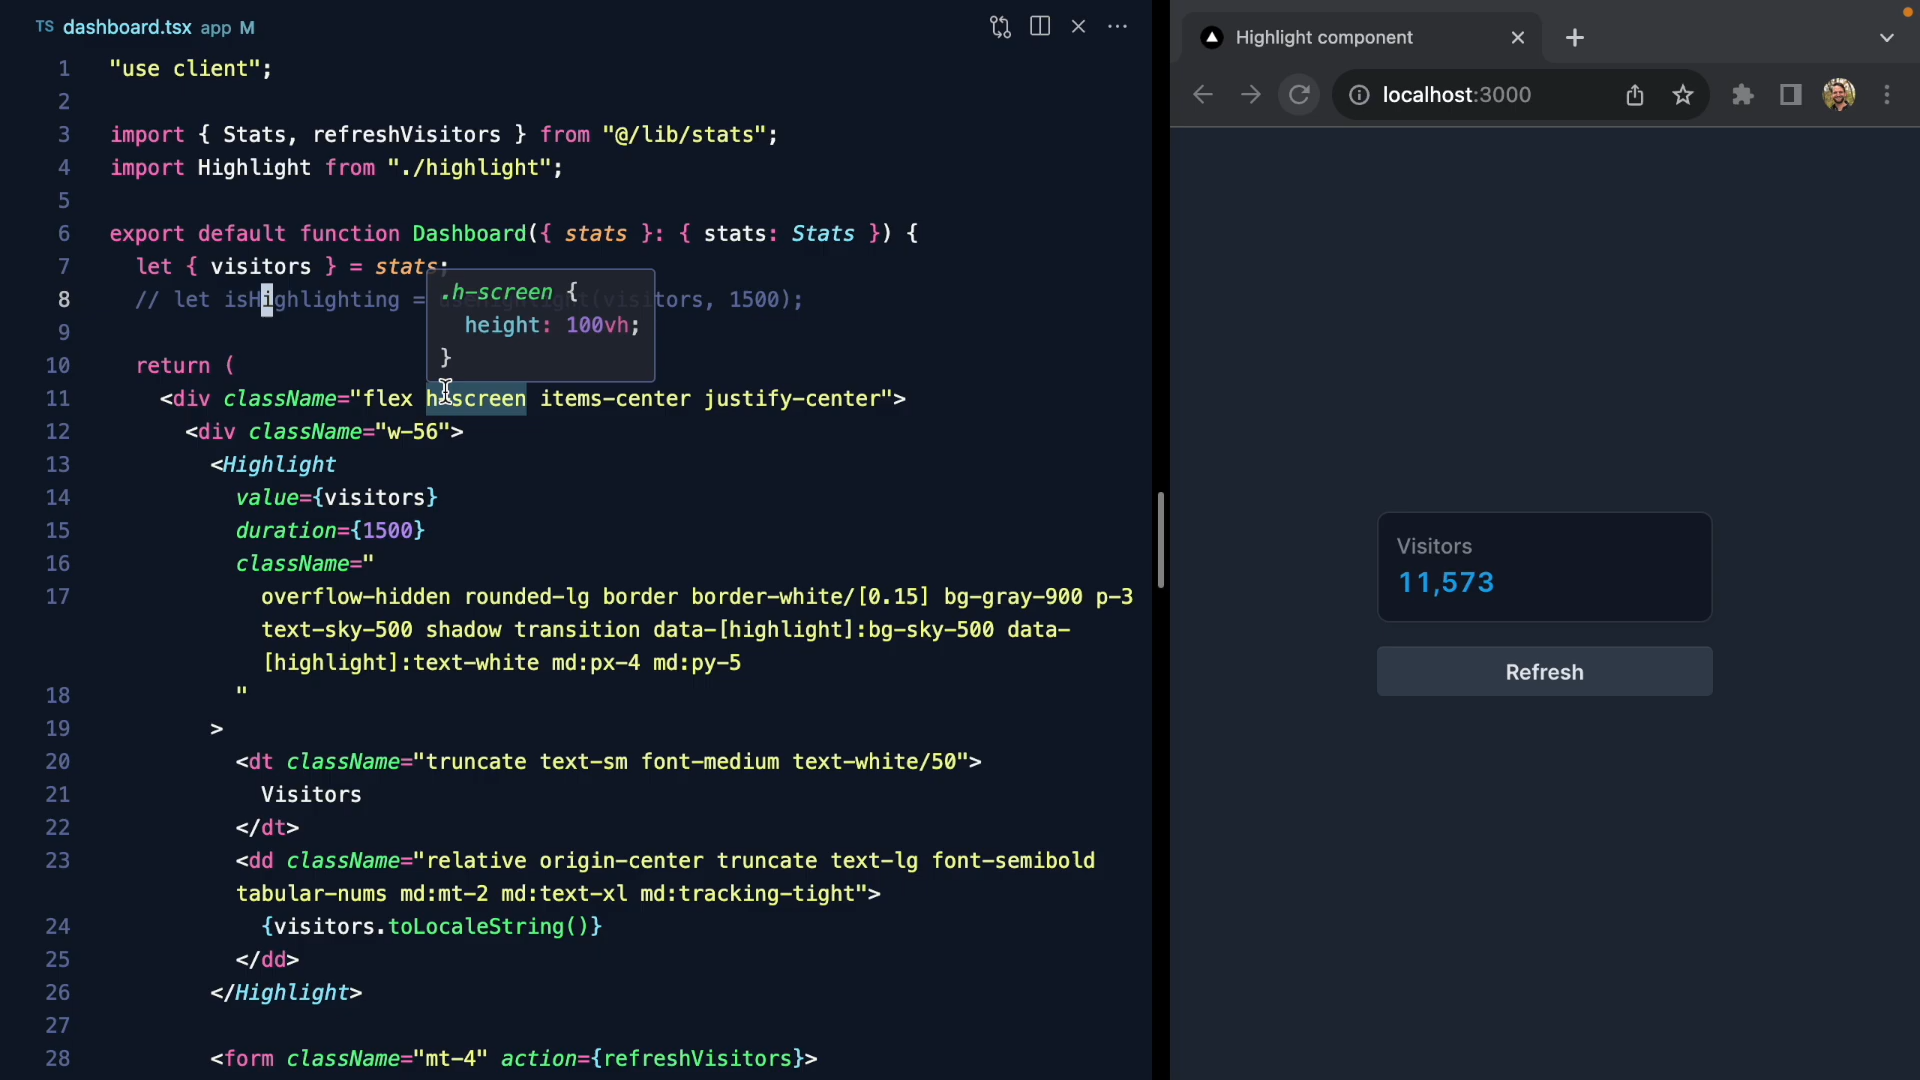 TS dashboard.tsx app M
1 "use client";
2
3 import { Stats, refreshVisitors } from "@/lib/stats";
4 import Highlight from "./highlight";
5
6 export default function Dashboard({ stats }: { stats: Stats }) {
7 let { visitors } = stats;
8 // let isHighlighting = useHighlight(visitors, 1500);
.h-screen {
height: 100vh;
}
9
10 return (
11 <div className="flex h-screen items-center justify-center">
12 <div className="w-56">
13 <Highlight
14 value={visitors}
15 duration={1500}
16 className="
17 overflow-hidden rounded-lg border border-white/[0.15] bg-gray-900 p-3
text-sky-500 shadow transition data-[highlight]:bg-sky-500 data-
[highlight]:text-white md:px-4 md:py-5
18 "
19 >
20 <dt className="truncate text-sm font-medium text-white/50">
21 Visitors
22 </dt>
23 <dd className="relative origin-center truncate text-lg font-semibold
tabular-nums md:mt-2 md:text-xl md:tracking-tight">
24 {visitors.toLocaleString()}
25 </dd>
26 </Highlight>
27
28 <form className="mt-4" action={refreshVisitors}>
Highlight component
localhost:3000
Visitors
11,573
Refresh